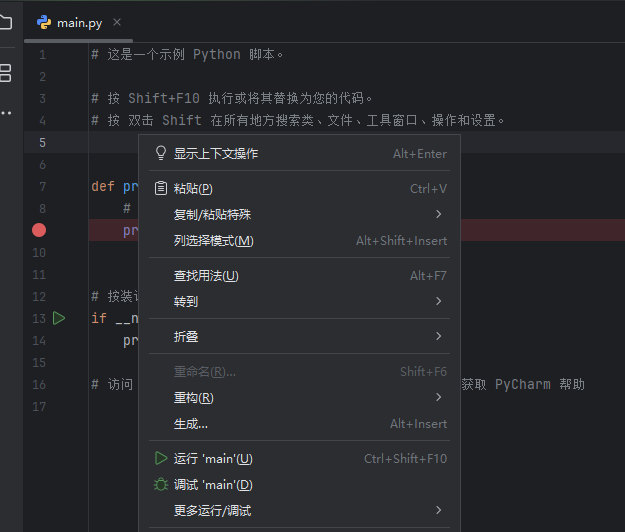 main.py
1 # 这是一个示例 Python 脚本。
2
3 # 按 Shift+F10 执行或将其替换为您的代码。
4 # 按 双击 Shift 在所有地方搜索类、文件、工具窗口、操作和设置。
5
显示上下文操作 Alt+Enter
6
粘贴(P) Ctrl+V
7 def pr
复制/粘贴特殊
8 #
pr
列选择模式(M) Alt+Shift+Insert
10
查找用法(U) Alt+F7
11
转到
12 # 按装
13 if __n
折叠
14 pr
15
重命名(R)... Shift+F6
16 # 访问 获取 PyCharm 帮助
重构(R)
17
生成... Alt+Insert
运行 'main'(U) Ctrl+Shift+F10
调试 'main'(D)
更多运行/调试